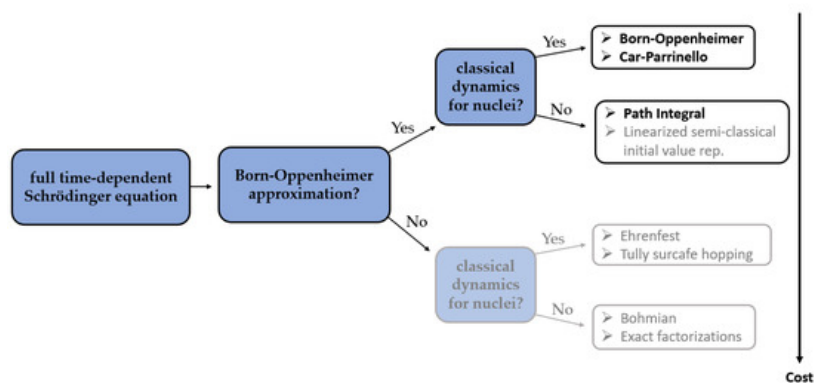 full time-dependent
Schrödinger equation
Born-Oppenheimer
approximation?
Yes
No
classical
dynamics
for nuclei?
Yes
➢ Born-Oppenheimer
➢ Car-Parrinello
No
➢ Path Integral
➢ Linearized semi-classical
initial value rep.
classical
dynamics
for nuclei?
Yes
➢ Ehrenfest
➢ Tully surcafe hopping
No
➢ Bohmian
➢ Exact factorizations
Cost